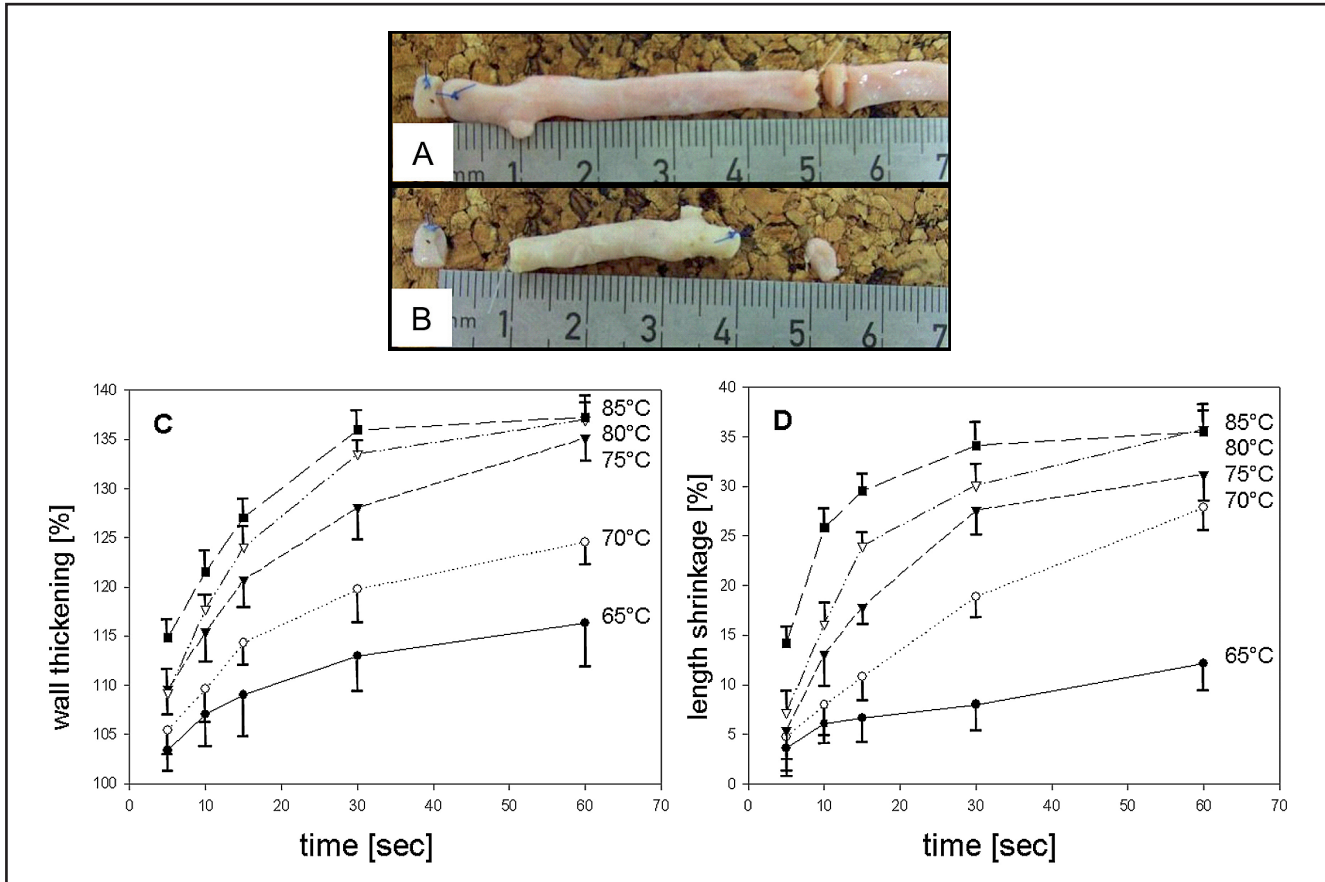 A
mm 1 2 3 4 5 6 7
B
mm 1 2 3 4 5 6 7
C
wall thickening [%]
140
135
130
125
120
115
110
105
100
85°C
80°C
75°C
70°C
65°C
0 10 20 30 40 50 60 70
time [sec]
D
length shrinkage [%]
40
35
30
25
20
15
10
5
0
85°C
80°C
75°C
70°C
65°C
0 10 20 30 40 50 60 70
time [sec]